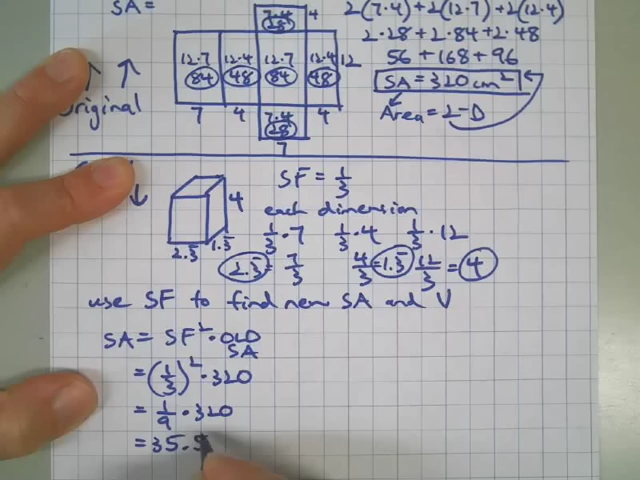 SA =
2(7·4)+2(12·7)+2(12·4)
2·28+2·84+2·48
56+168+96
SA=320cm²
Area=2-D
7·4 4
28
12·7 12·4 12·7 12·4 12
84 48 84 48
7 4 7·4 4
28
7
Original
SF = 1/3
each dimension
4
1.3̅
2.3̅
1/3·7 1/3·4 1/3·12
2.3̅ = 7/3 4/3=1.3̅ 12/3 = 4
use SF to find new SA and V
SA = SF²·OLD
SA
=(1/3)²·320
=1/9·320
=35.5